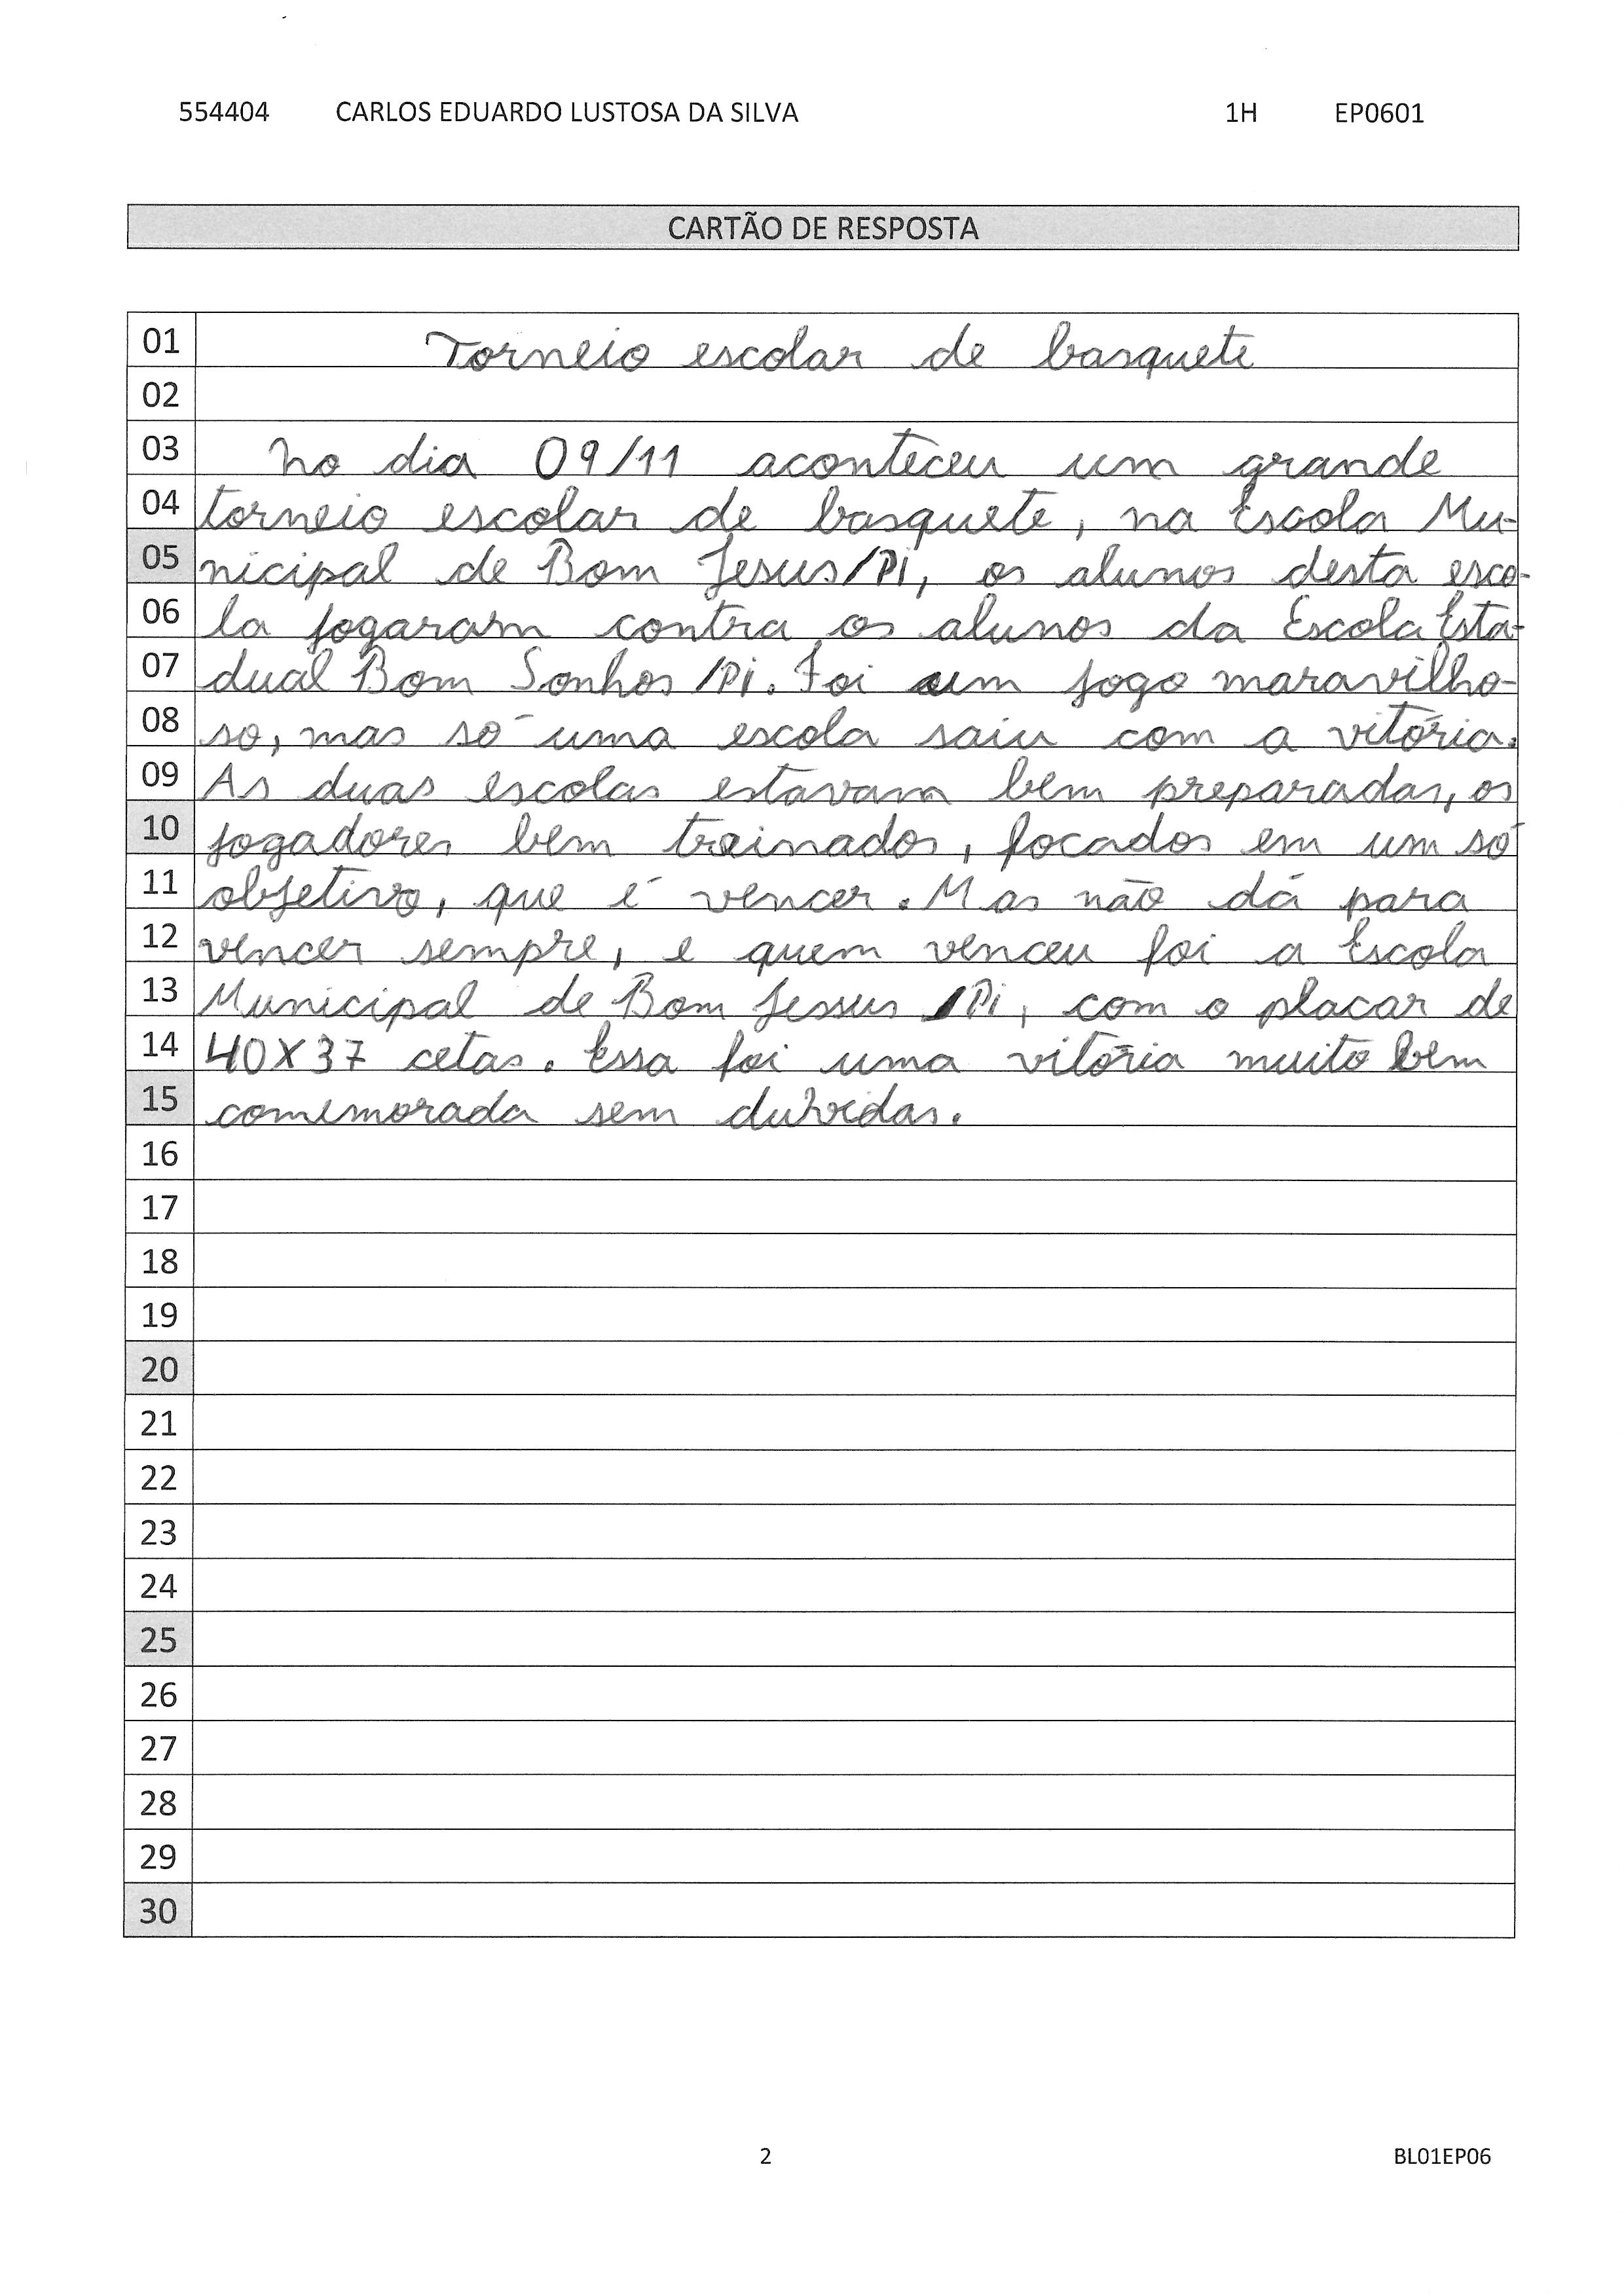 554404 CARLOS EDUARDO LUSTOSA DA SILVA 1H EP0601
CARTÃO DE RESPOSTA
01 Torneio escolar de basquete
02
03 No dia 09/11 aconteceu um grande
04 torneio escolar de basquete, na Escola Mu-
05 nicipal de Bom Jesus/Pi, os alunos desta esco-
06 la jogaram contra os alunos da Escola Esta-
07 dual Bom Sonhos/Pi. Foi um jogo maravilho-
08 so, mas só uma escola saiu com a vitória.
09 As duas escolas estavam bem preparadas, os
10 jogadores bem treinados, focados em um só
11 objetivo, que é vencer. Mas não dá para
12 vencer sempre, e quem venceu foi a Escola
13 Municipal de Bom Jessus/Pi, com o placar de
14 40X37 cetas. Essa foi uma vitória muito bem
15 comemorada sem duvidas.
16
17
18
19
20
21
22
23
24
25
26
27
28
29
30
2 BL01EP06